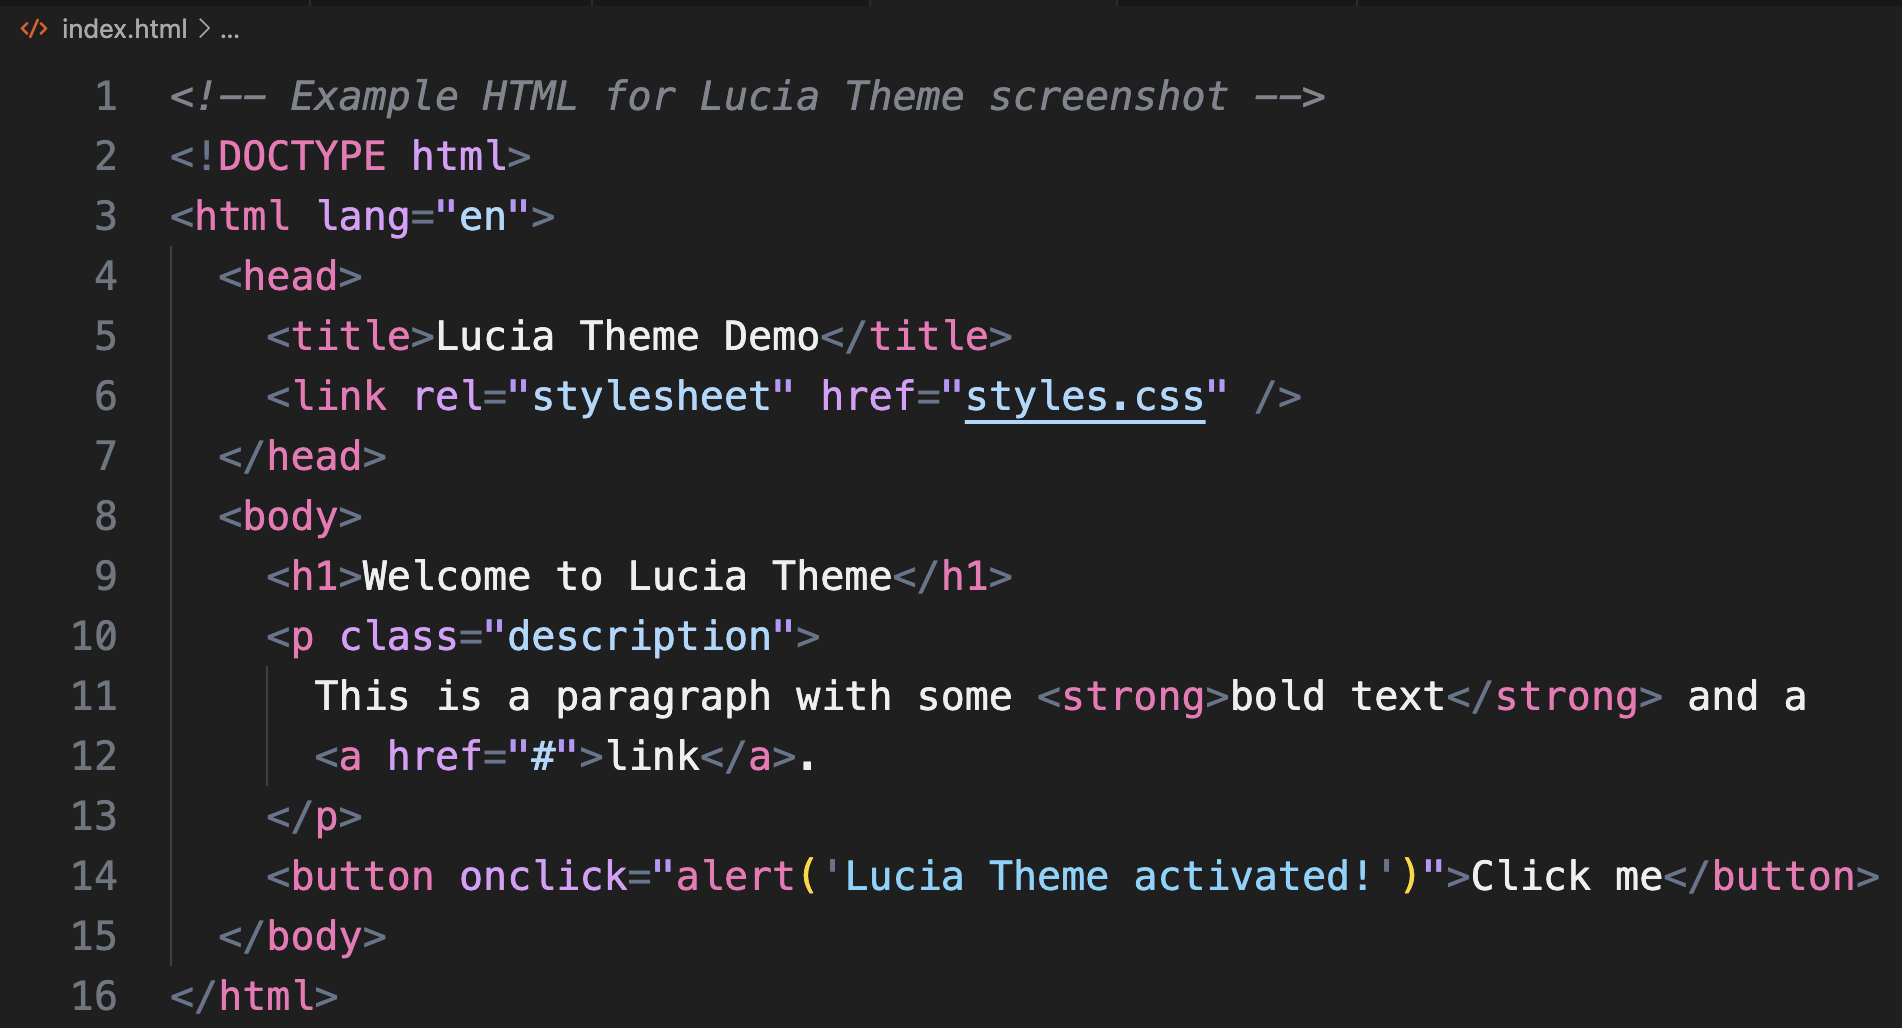 index.html > ...
1 <!-- Example HTML for Lucia Theme screenshot -->
2 <!DOCTYPE html>
3 <html lang="en">
4   <head>
5     <title>Lucia Theme Demo</title>
6     <link rel="stylesheet" href="styles.css" />
7   </head>
8   <body>
9     <h1>Welcome to Lucia Theme</h1>
10     <p class="description">
11       This is a paragraph with some <strong>bold text</strong> and a
12       <a href="#">link</a>.
13     </p>
14     <button onclick="alert('Lucia Theme activated!')">Click me</button>
15   </body>
16 </html>